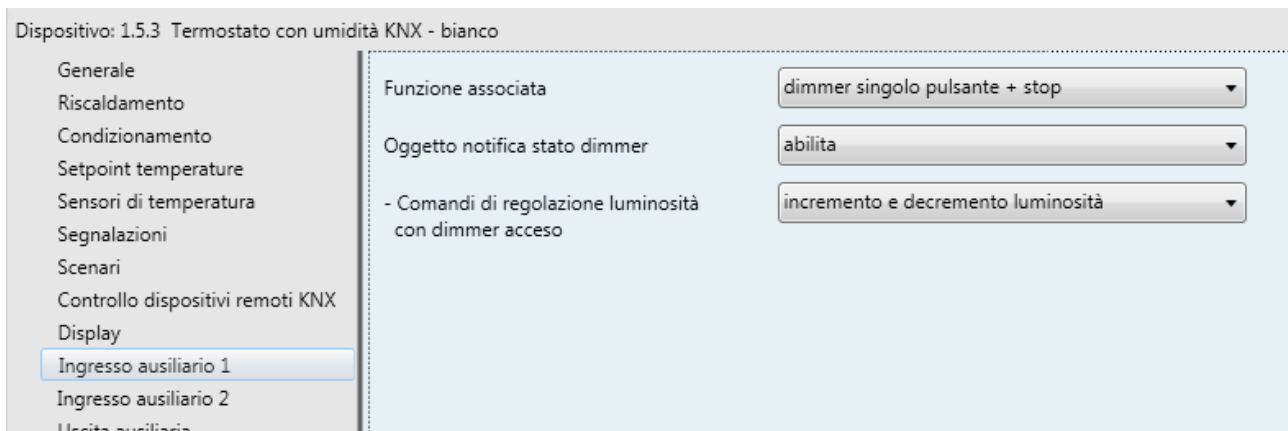 Dispositivo: 1.5.3 Termostato con umidità KNX - bianco
Generale
Riscaldamento
Condizionamento
Setpoint temperature
Sensori di temperatura
Segnalazioni
Scenari
Controllo dispositivi remoti KNX
Display
Ingresso ausiliario 1
Ingresso ausiliario 2
Uscita ausiliaria
Funzione associata
dimmer singolo pulsante + stop
Oggetto notifica stato dimmer
abilita
- Comandi di regolazione luminosità
con dimmer acceso
incremento e decremento luminosità